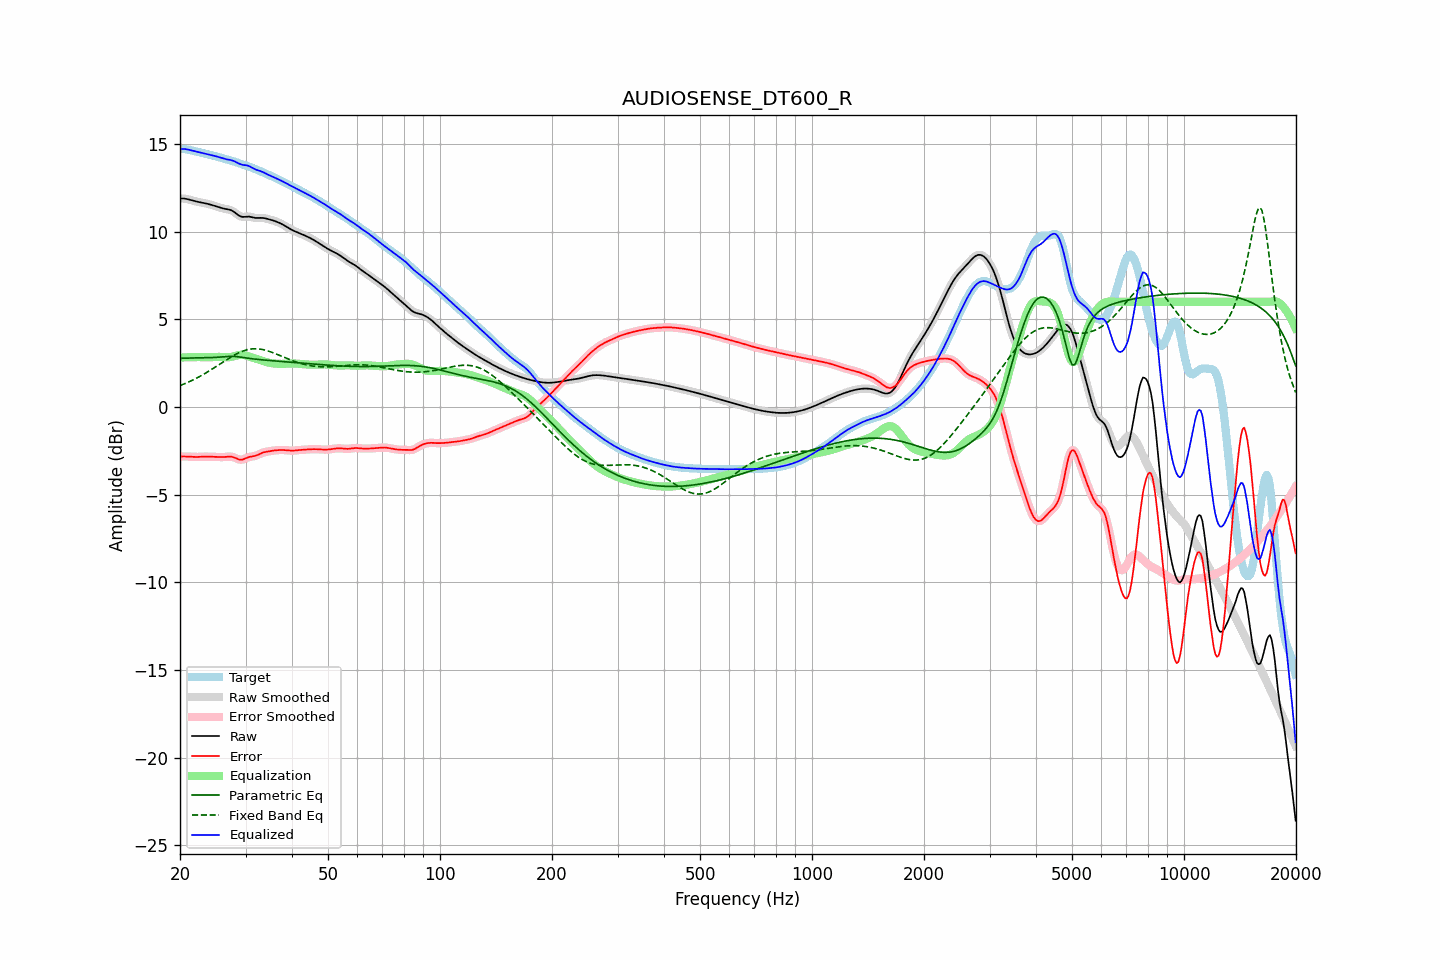 AUDIOSENSE_DT600_R
Amplitude (dBr)
15
10
5
0
−5
−10
−15
−20
−25
Target
Raw Smoothed
Error Smoothed
Raw
Error
Equalization
Parametric Eq
Fixed Band Eq
Equalized
20
50
100
200
500
1000
2000
5000
10000
20000
Frequency (Hz)